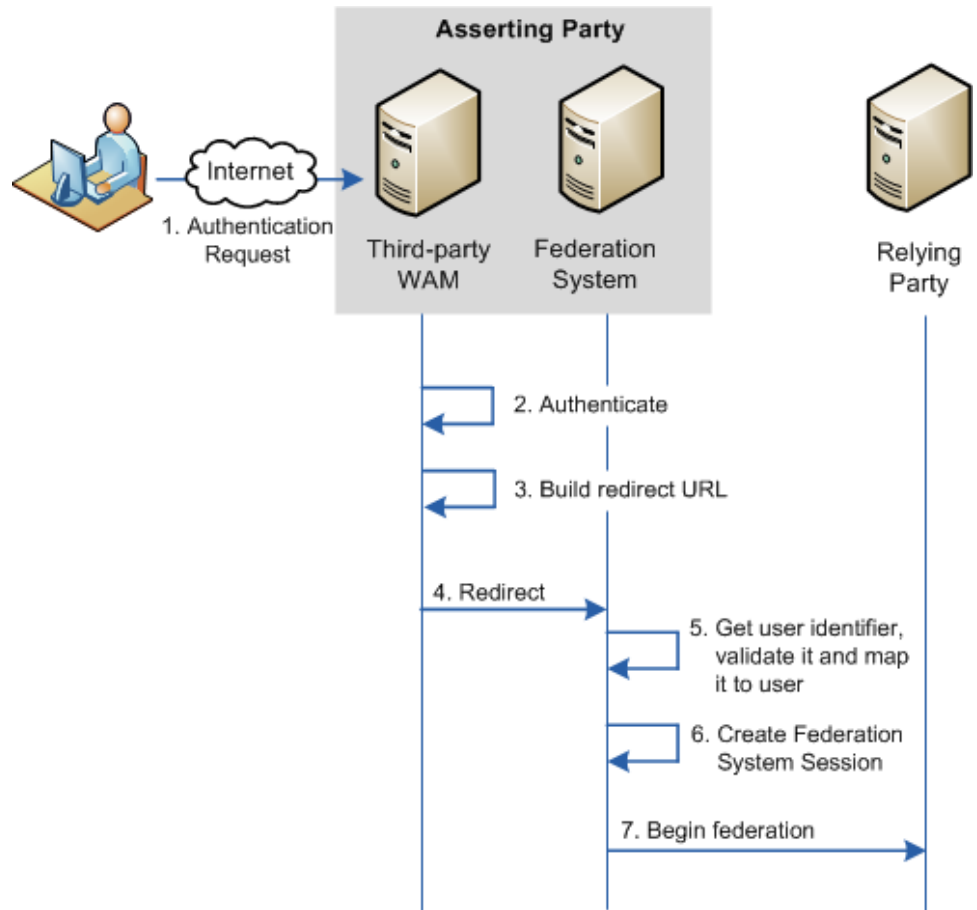 Asserting Party
Internet
1. Authentication
Request
Third-party
WAM
Federation
System
Relying
Party
2. Authenticate
3. Build redirect URL
4. Redirect
5. Get user identifier,
validate it and map
it to user
6. Create Federation
System Session
7. Begin federation